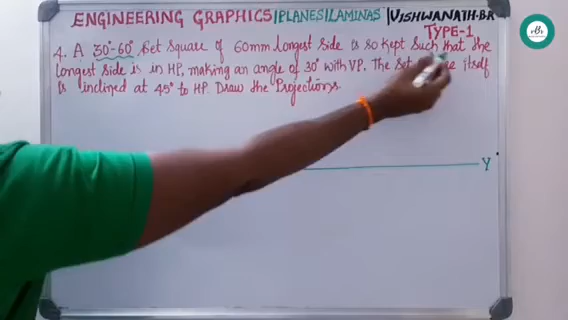 ENGINEERING GRAPHICS|PLANES/LAMINAS |VISHWANATH.BR
TYPE-1
4. A 30°-60° Set Square of 60mm Longest Side is so kept such that the
longest side is in HP, making an angle of 30° with VP. The Set itself
is inclined at 45° to HP. Draw the Projections
Y